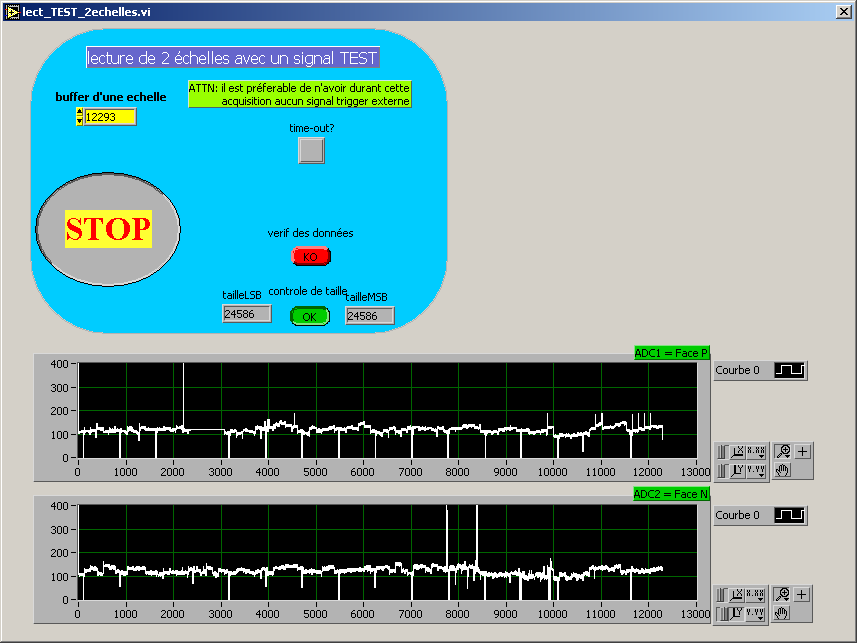 lect_TEST_2echelles.vi
lecture de 2 échelles avec un signal TEST
ATTN: il est préferable de n'avoir durant cette
acquisition aucun signal trigger externe
buffer d'une echelle
12293
time-out?
STOP
verif des données
KO
tailleLSB
controle de taille
tailleMSB
24586
OK
24586
ADC1 = Face P
Courbe 0
400
300
200
100
0
0 1000 2000 3000 4000 5000 6000 7000 8000 9000 10000 11000 12000 13000
ADC2 = Face N
Courbe 0
400
300
200
100
0
0 1000 2000 3000 4000 5000 6000 7000 8000 9000 10000 11000 12000 13000